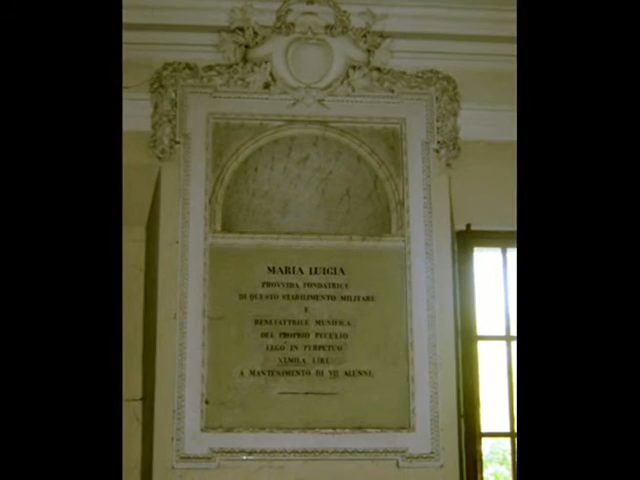 MARIA LUIGIA
PROVVIDA FONDATRICE
DI QUESTO STABILIMENTO MILITARE
E
BENEFATTRICE MUNIFICA
DEL PROPRIO PECULIO
LEGÒ IN PERPETUO
LIRE
A MANTENIMENTO DI VII ALUNNI